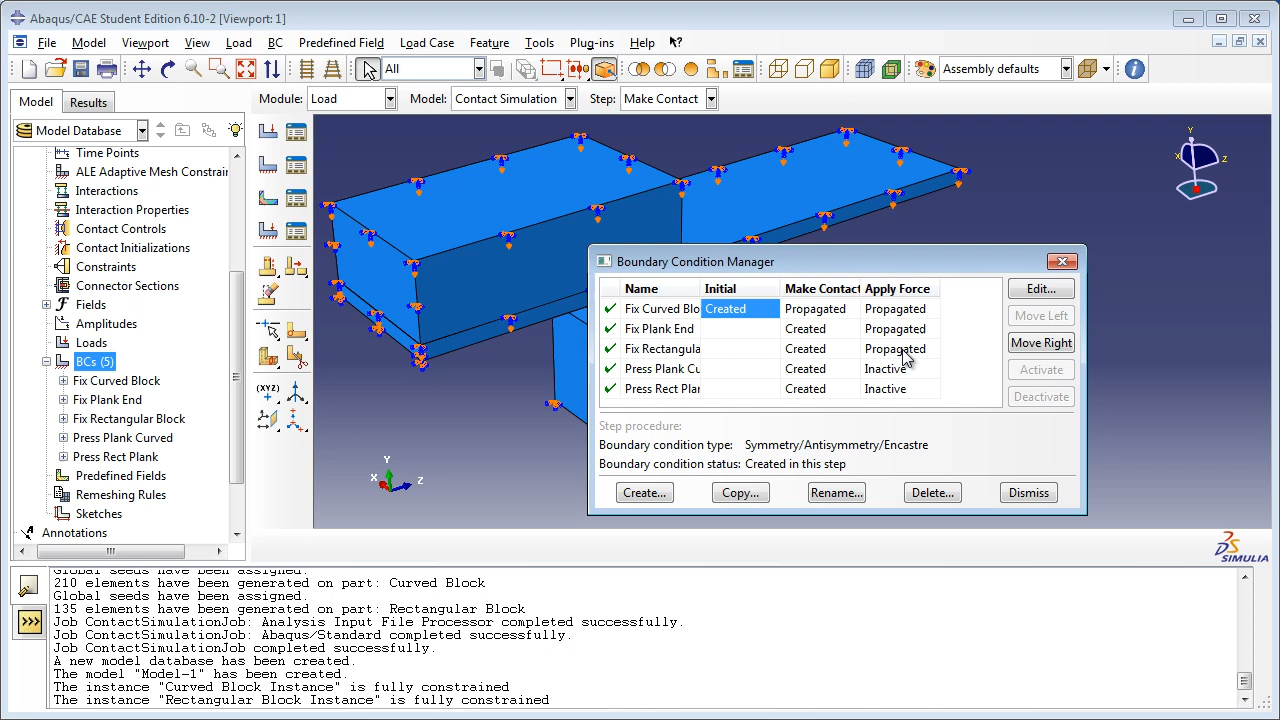 Abaqus/CAE Student Edition 6.10-2 [Viewport: 1]
File Model Viewport View Load BC Predefined Field Load Case Feature Tools Plug-ins Help
All
Assembly defaults
Model Results
Module: Load Model: Contact Simulation Step: Make Contact
Model Database
Time Points
ALE Adaptive Mesh Constrair
Interactions
Interaction Properties
Contact Controls
Contact Initializations
Constraints
Connector Sections
Fields
Amplitudes
Loads
BCs (5)
Fix Curved Block
Fix Plank End
Fix Rectangular Block
Press Plank Curved
Press Rect Plank
Predefined Fields
Remeshing Rules
Sketches
Annotations
(XYZ)
Y
X Z
Y
X Z
Boundary Condition Manager
Name Initial Make Contact Apply Force
Fix Curved Blo Created Propagated Propagated
Fix Plank End Created Propagated
Fix Rectangula Created Propagated
Press Plank Cu Created Inactive
Press Rect Plar Created Inactive
Edit...
Move Left
Move Right
Activate
Deactivate
Step procedure:
Boundary condition type: Symmetry/Antisymmetry/Encastre
Boundary condition status: Created in this step
Create... Copy... Rename... Delete... Dismiss
SIMULIA
Global seeds have been assigned.
210 elements have been generated on part: Curved Block
Global seeds have been assigned.
135 elements have been generated on part: Rectangular Block
Job ContactSimulationJob: Analysis Input File Processor completed successfully.
Job ContactSimulationJob: Abaqus/Standard completed successfully.
Job ContactSimulationJob completed successfully.
A new model database has been created.
The model "Model-1" has been created.
The instance "Curved Block Instance" is fully constrained
The instance "Rectangular Block Instance" is fully constrained
>>>